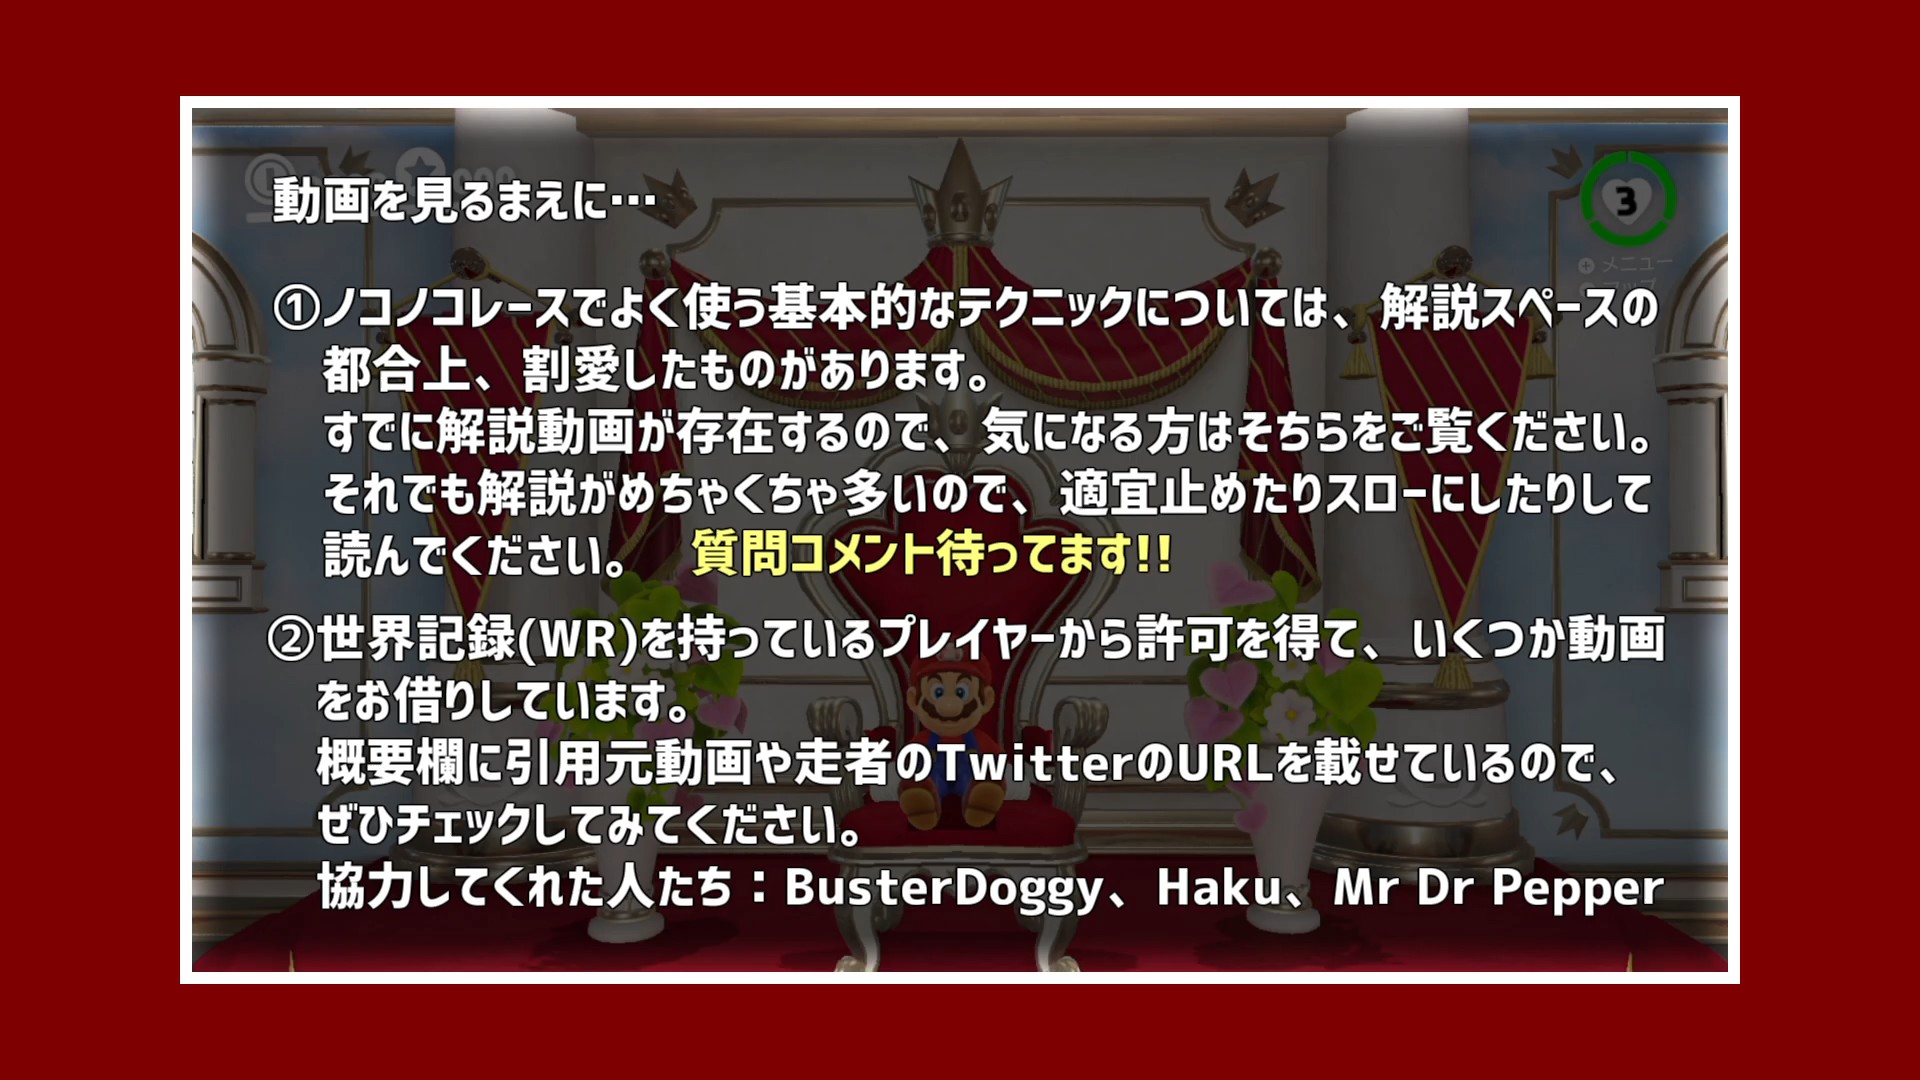 動画を見るまえに…
3
メニュー
マップ
①ノコノコレースでよく使う基本的なテクニックについては、解説スペースの
都合上、割愛したものがあります。
すでに解説動画が存在するので、気になる方はそちらをご覧ください。
それでも解説がめちゃくちゃ多いので、適宜止めたりスローにしたりして
読んでください。 質問コメント待ってます!!
②世界記録(WR)を持っているプレイヤーから許可を得て、いくつか動画
をお借りしています。
概要欄に引用元動画や走者のTwitterのURLを載せているので、
ぜひチェックしてみてください。
協力してくれた人たち：BusterDoggy、Haku、Mr Dr Pepper